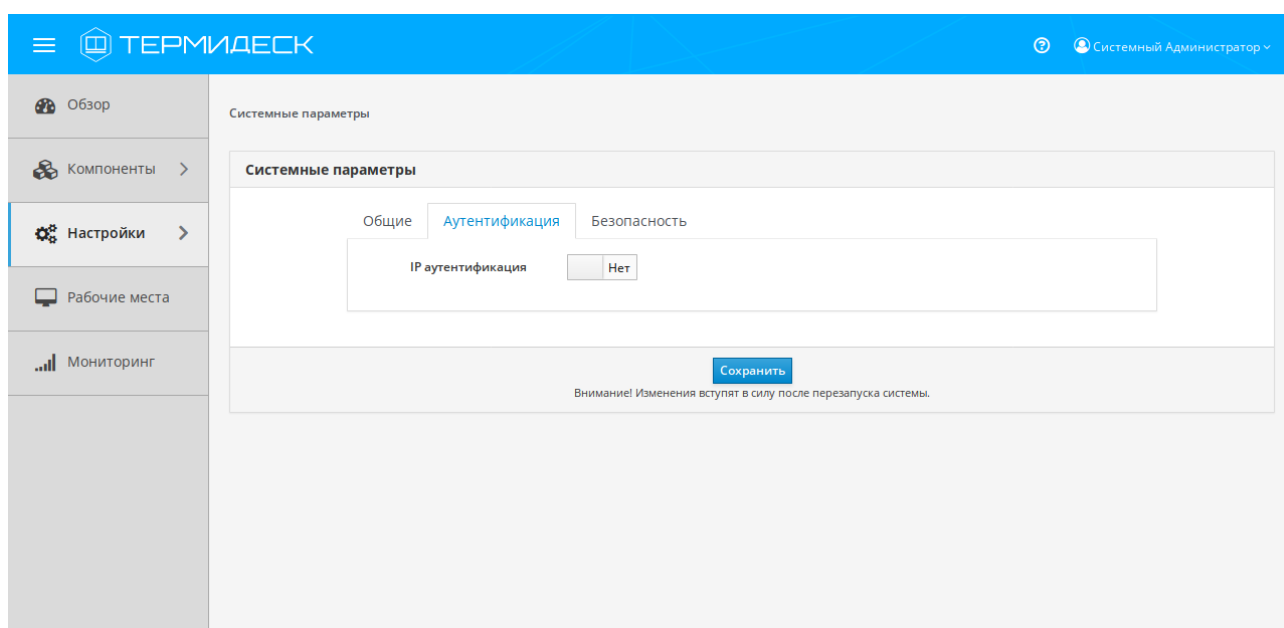 ТЕРМИДЕСК
Системный Администратор
Обзор
Компоненты
Настройки
Рабочие места
Мониторинг
Системные параметры
Системные параметры
Общие Аутентификация Безопасность
IP аутентификация Нет
Сохранить
Внимание! Изменения вступят в силу после перезапуска системы.